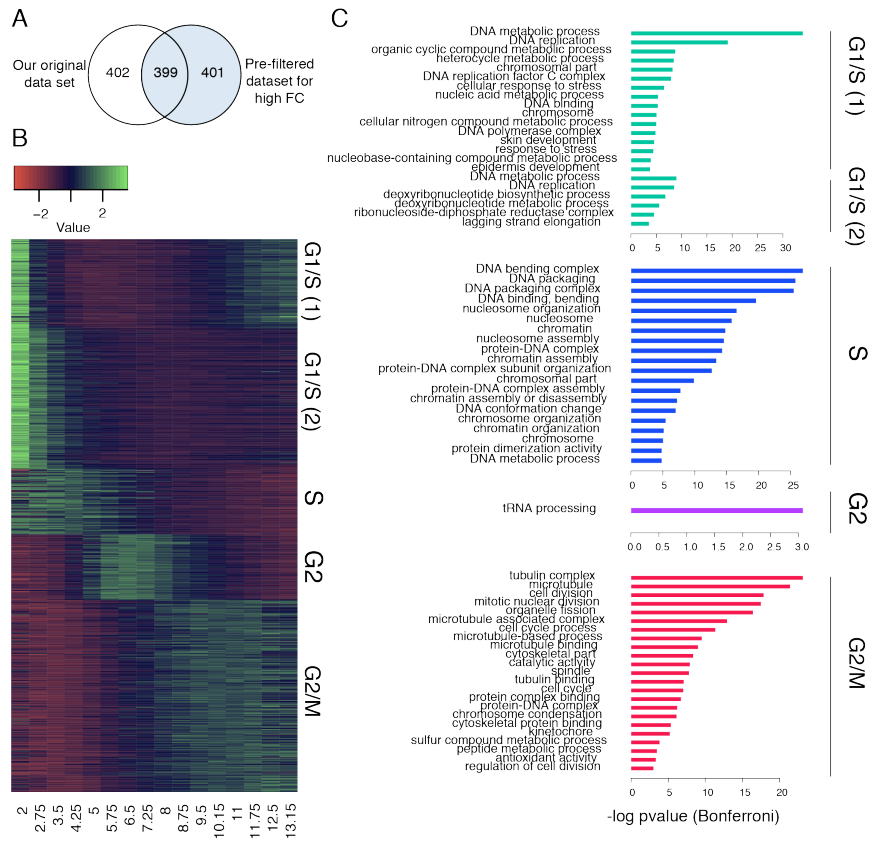 A
Our original
data set
402
399
401
Pre-filtered
dataset for
high FC
B
−2
2
Value
G1/S (1)
G1/S (2)
S
G2
G2/M
2
2.75
3.5
4.25
5
5.75
6.5
7.25
8
8.75
9.5
10.15
11
11.75
12.5
13.15
C
DNA metabolic process
DNA replication
organic cyclic compound metabolic process
heterocycle metabolic process
chromosomal part
DNA replication factor C complex
cellular response to stress
nucleic acid metabolic process
DNA binding
chromosome
cellular nitrogen compound metabolic process
DNA polymerase complex
skin development
response to stress
nucleobase-containing compound metabolic process
epidermis development
G1/S (1)
DNA metabolic process
DNA replication
deoxyribonucleotide biosynthetic process
deoxyribonucleotide metabolic process
ribonucleoside-diphosphate reductase complex
lagging strand elongation
G1/S (2)
0 5 10 15 20 25 30
DNA bending complex
DNA packaging
DNA packaging complex
DNA binding, bending
nucleosome organization
nucleosome
chromatin
nucleosome assembly
protein-DNA complex
chromatin assembly
protein-DNA complex subunit organization
chromosomal part
protein-DNA complex assembly
chromatin assembly or disassembly
DNA conformation change
chromosome organization
chromatin organization
chromosome
protein dimerization activity
DNA metabolic process
S
0 5 10 15 20 25
tRNA processing
G2
0.0 0.5 1.0 1.5 2.0 2.5 3.0
tubulin complex
microtubule
cell division
mitotic nuclear division
organelle fission
microtubule associated complex
cell cycle process
microtubule-based process
microtubule binding
cytoskeletal part
catalytic activity
spindle
tubulin binding
cell cycle
protein complex binding
protein-DNA complex
chromosome condensation
cytoskeletal protein binding
kinetochore
sulfur compound metabolic process
peptide metabolic process
antioxidant activity
regulation of cell division
G2/M
0 5 10 15 20
-log pvalue (Bonferroni)